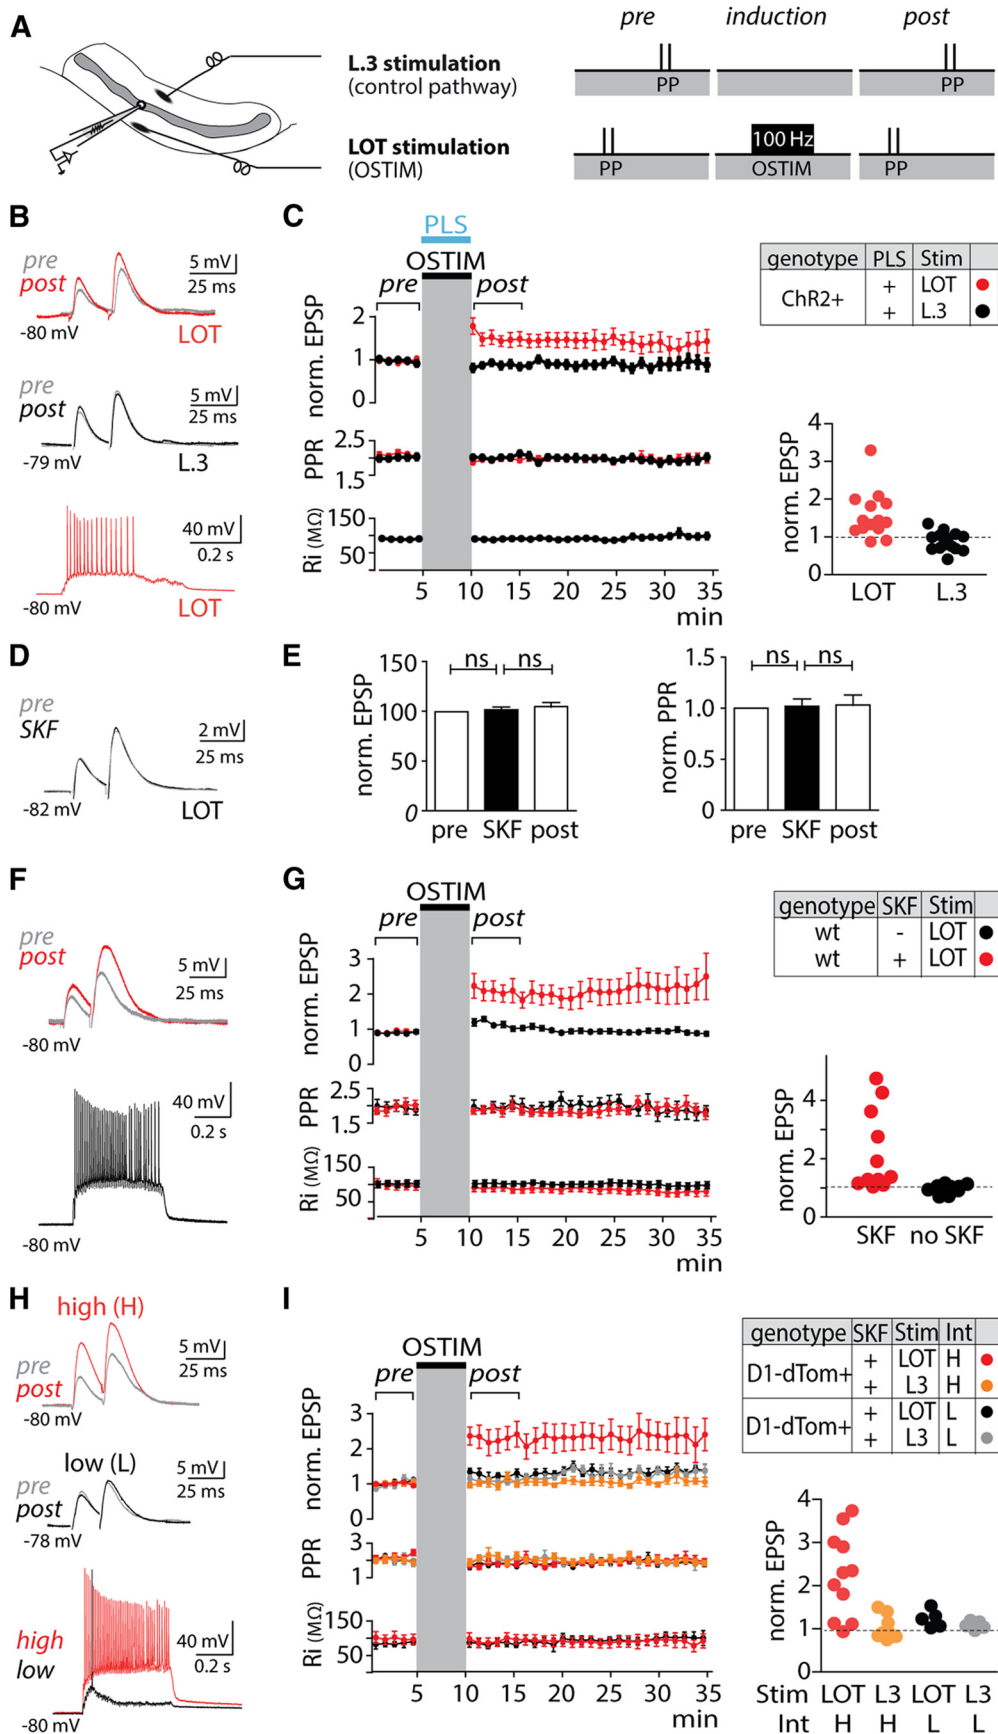 A
pre induction post
L.3 stimulation
(control pathway)
PP PP
LOT stimulation
(OSTIM)
100 Hz
PP OSTIM PP
B
pre
post
5 mV
25 ms
-80 mV
LOT
pre
post
5 mV
25 ms
-79 mV
L.3
40 mV
0.2 s
-80 mV
LOT
C
PLS
OSTIM
pre post
norm. EPSP
2
1
0
PPR
2.5
1.5
Ri (MΩ)
150
50
5 10 15 20 25 30 35
min
genotype PLS Stim
ChR2+ + LOT
+ L.3
norm. EPSP
4
3
2
1
0
LOT L.3
D
pre
SKF
2 mV
25 ms
-82 mV
LOT
E
norm. EPSP
150
100
50
0
ns ns
pre SKF post
norm. PPR
1.5
1.0
0.5
0
ns ns
pre SKF post
F
pre
post
5 mV
25 ms
-80 mV
40 mV
0.2 s
-80 mV
G
OSTIM
pre post
norm. EPSP
3
2
1
0
PPR
2.5
1.5
Ri (MΩ)
150
50
5 10 15 20 25 30 35
min
genotype SKF Stim
wt - LOT
wt + LOT
norm. EPSP
4
2
0
SKF no SKF
H
high (H)
pre
post
5 mV
25 ms
-80 mV
low (L)
pre
post
5 mV
25 ms
-78 mV
high
low
40 mV
0.2 s
-80 mV
I
OSTIM
pre post
norm. EPSP
3
2
1
0
PPR
3
2
1
Ri (MΩ)
150
50
0 5 10 15 20 25 30 35
min
genotype SKF Stim Int
D1-dTom+ + LOT H
+ L3 H
D1-dTom+ + LOT L
+ L3 L
norm. EPSP
4
3
2
1
0
Stim LOT L3 LOT L3
Int H H L L